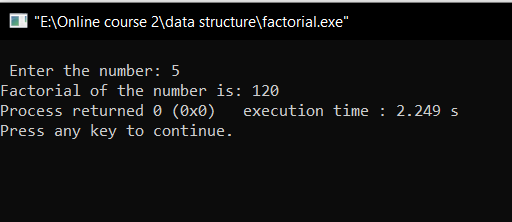 "E:\Online course 2\data structure\factorial.exe"
Enter the number: 5
Factorial of the number is: 120
Process returned 0 (0x0)   execution time : 2.249 s
Press any key to continue.